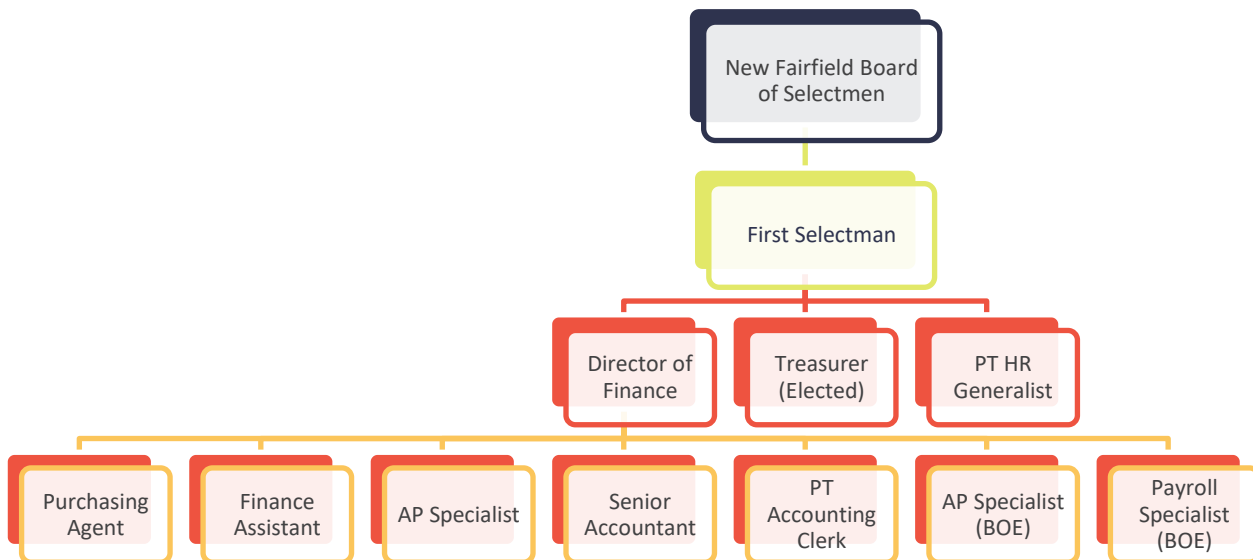 New Fairfield Board
of Selectmen
First Selectman
Director of
Finance
Treasurer
(Elected)
PT HR
Generalist
Purchasing
Agent
Finance
Assistant
AP Specialist
Senior
Accountant
PT
Accounting
Clerk
AP Specialist
(BOE)
Payroll
Specialist
(BOE)